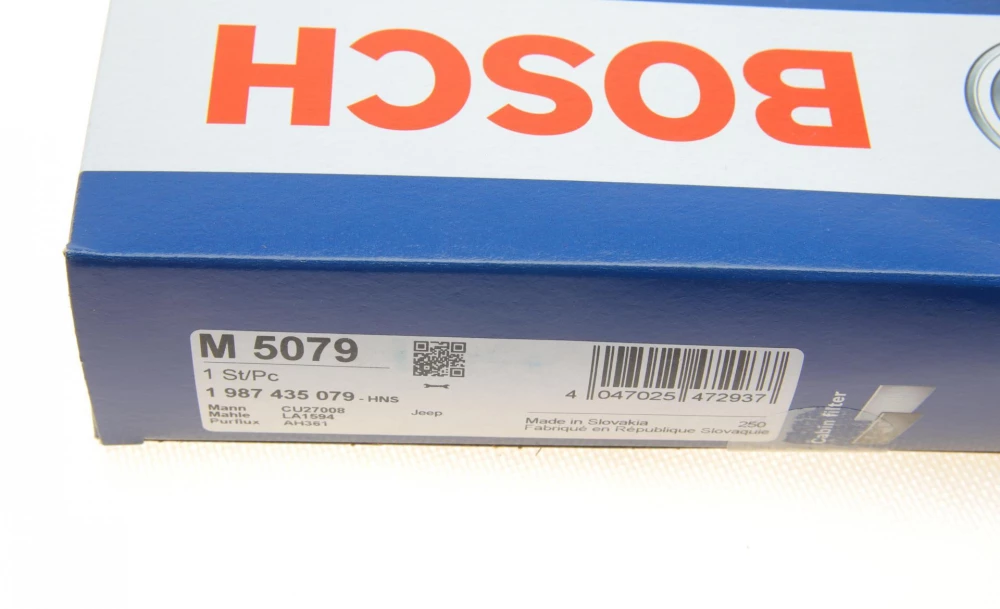 BOSCH
M 5079
1 St/Pc
1 987 435 079 - HNS
Mann CU27008
Mahle LA1594 Jeep
Purflux AH361
4 047025 472937
Made in Slovakia 250
Fabriqué en République Slovaquie
Cabin filter